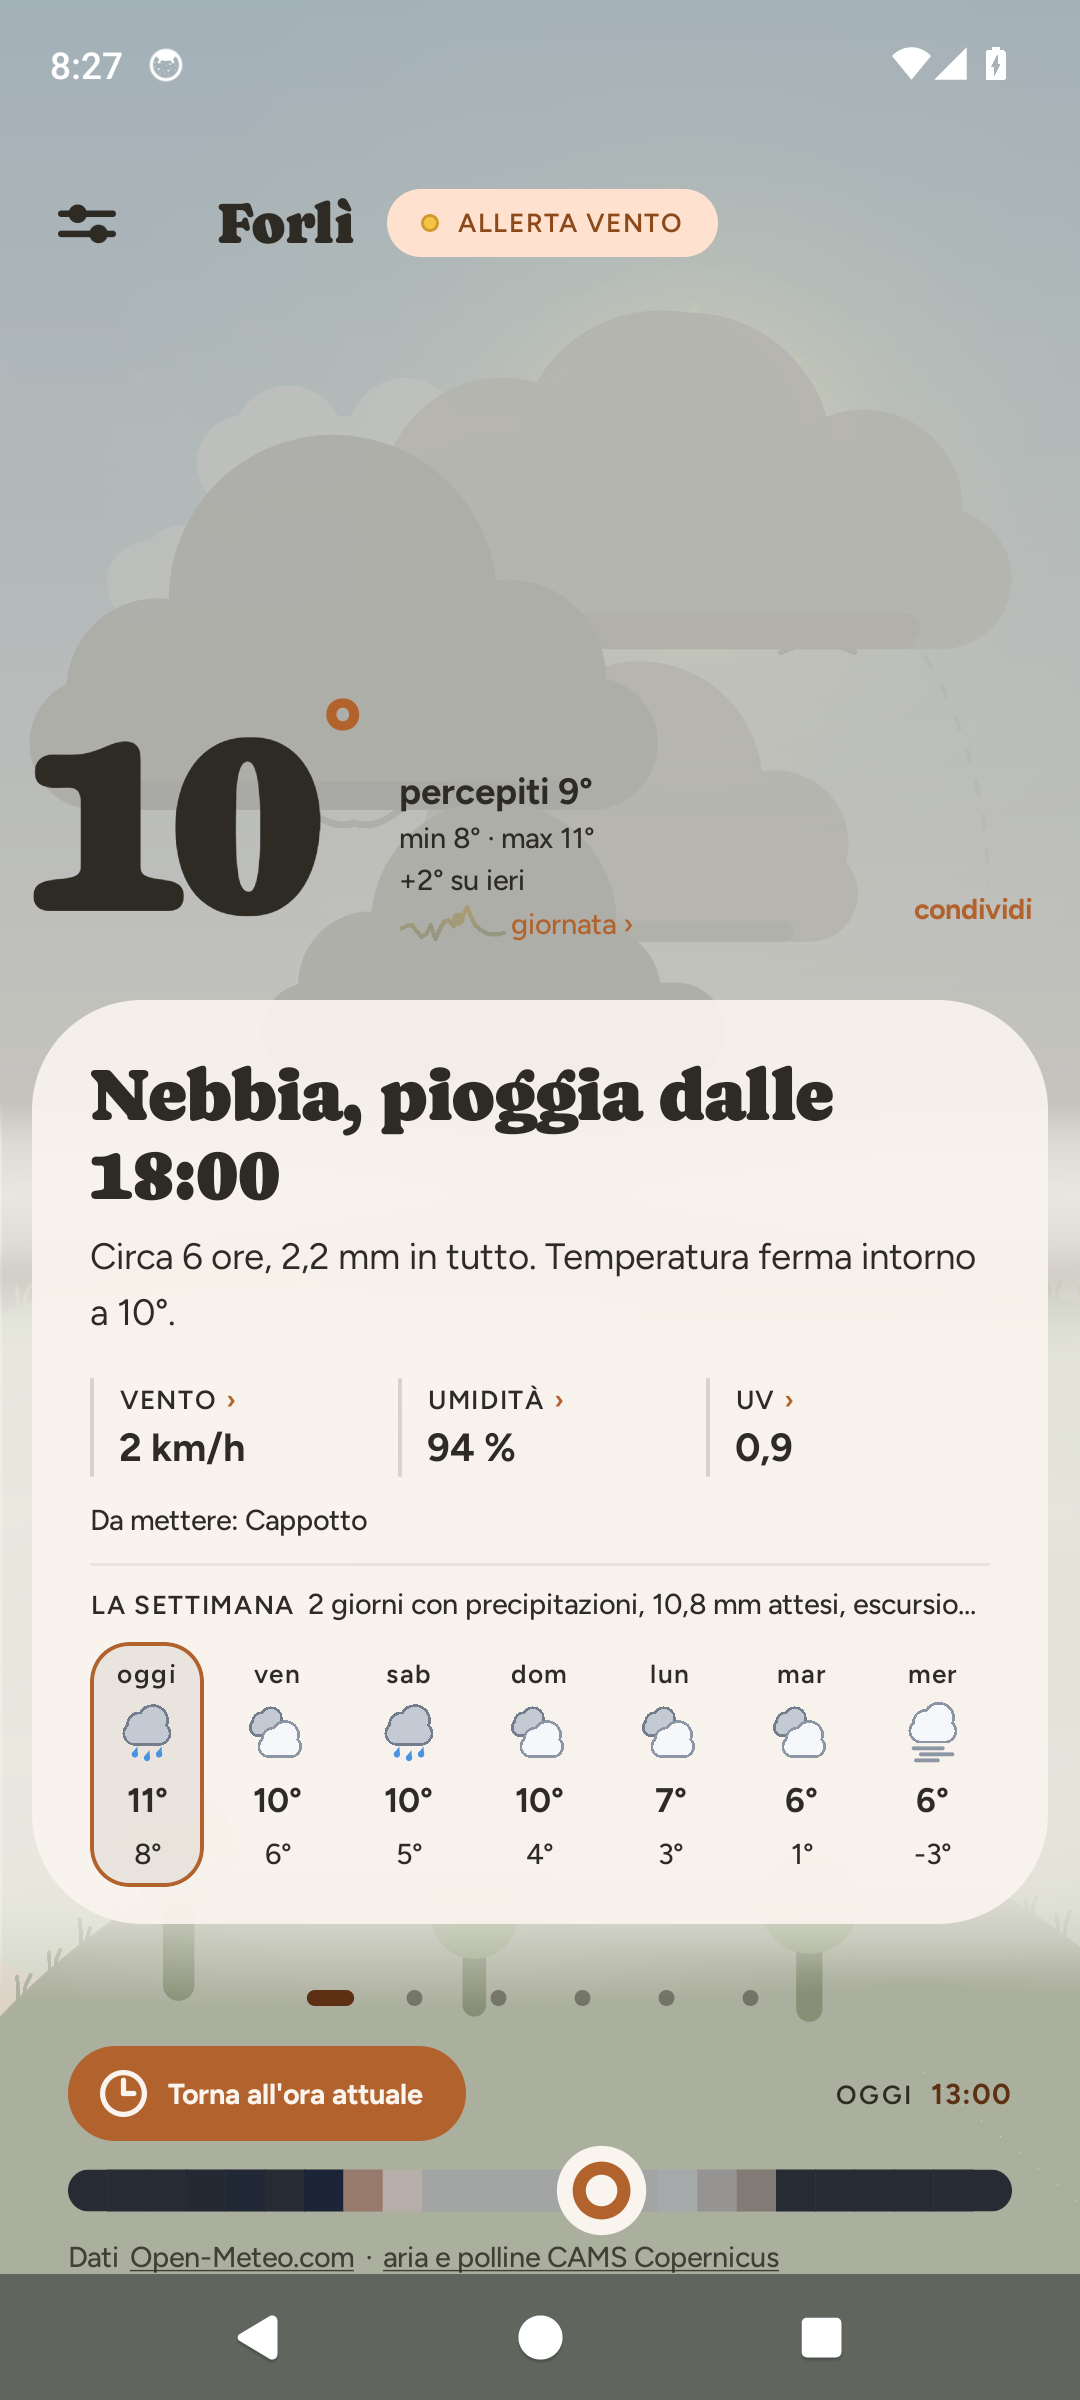 8:27
Forlì
ALLERTA VENTO
10°
percepiti 9°
min 8° · max 11°
+2° su ieri
giornata ›
condividi
Nebbia, pioggia dalle
18:00
Circa 6 ore, 2,2 mm in tutto. Temperatura ferma intorno
a 10°.
VENTO › UMIDITÀ › UV ›
2 km/h 94 % 0,9
Da mettere: Cappotto
LA SETTIMANA 2 giorni con precipitazioni, 10,8 mm attesi, escursio...
oggi ven sab dom lun mar mer
11° 10° 10° 10° 7° 6° 6°
8° 6° 5° 4° 3° 1° -3°
Torna all'ora attuale
OGGI 13:00
Dati Open-Meteo.com · aria e polline CAMS Copernicus